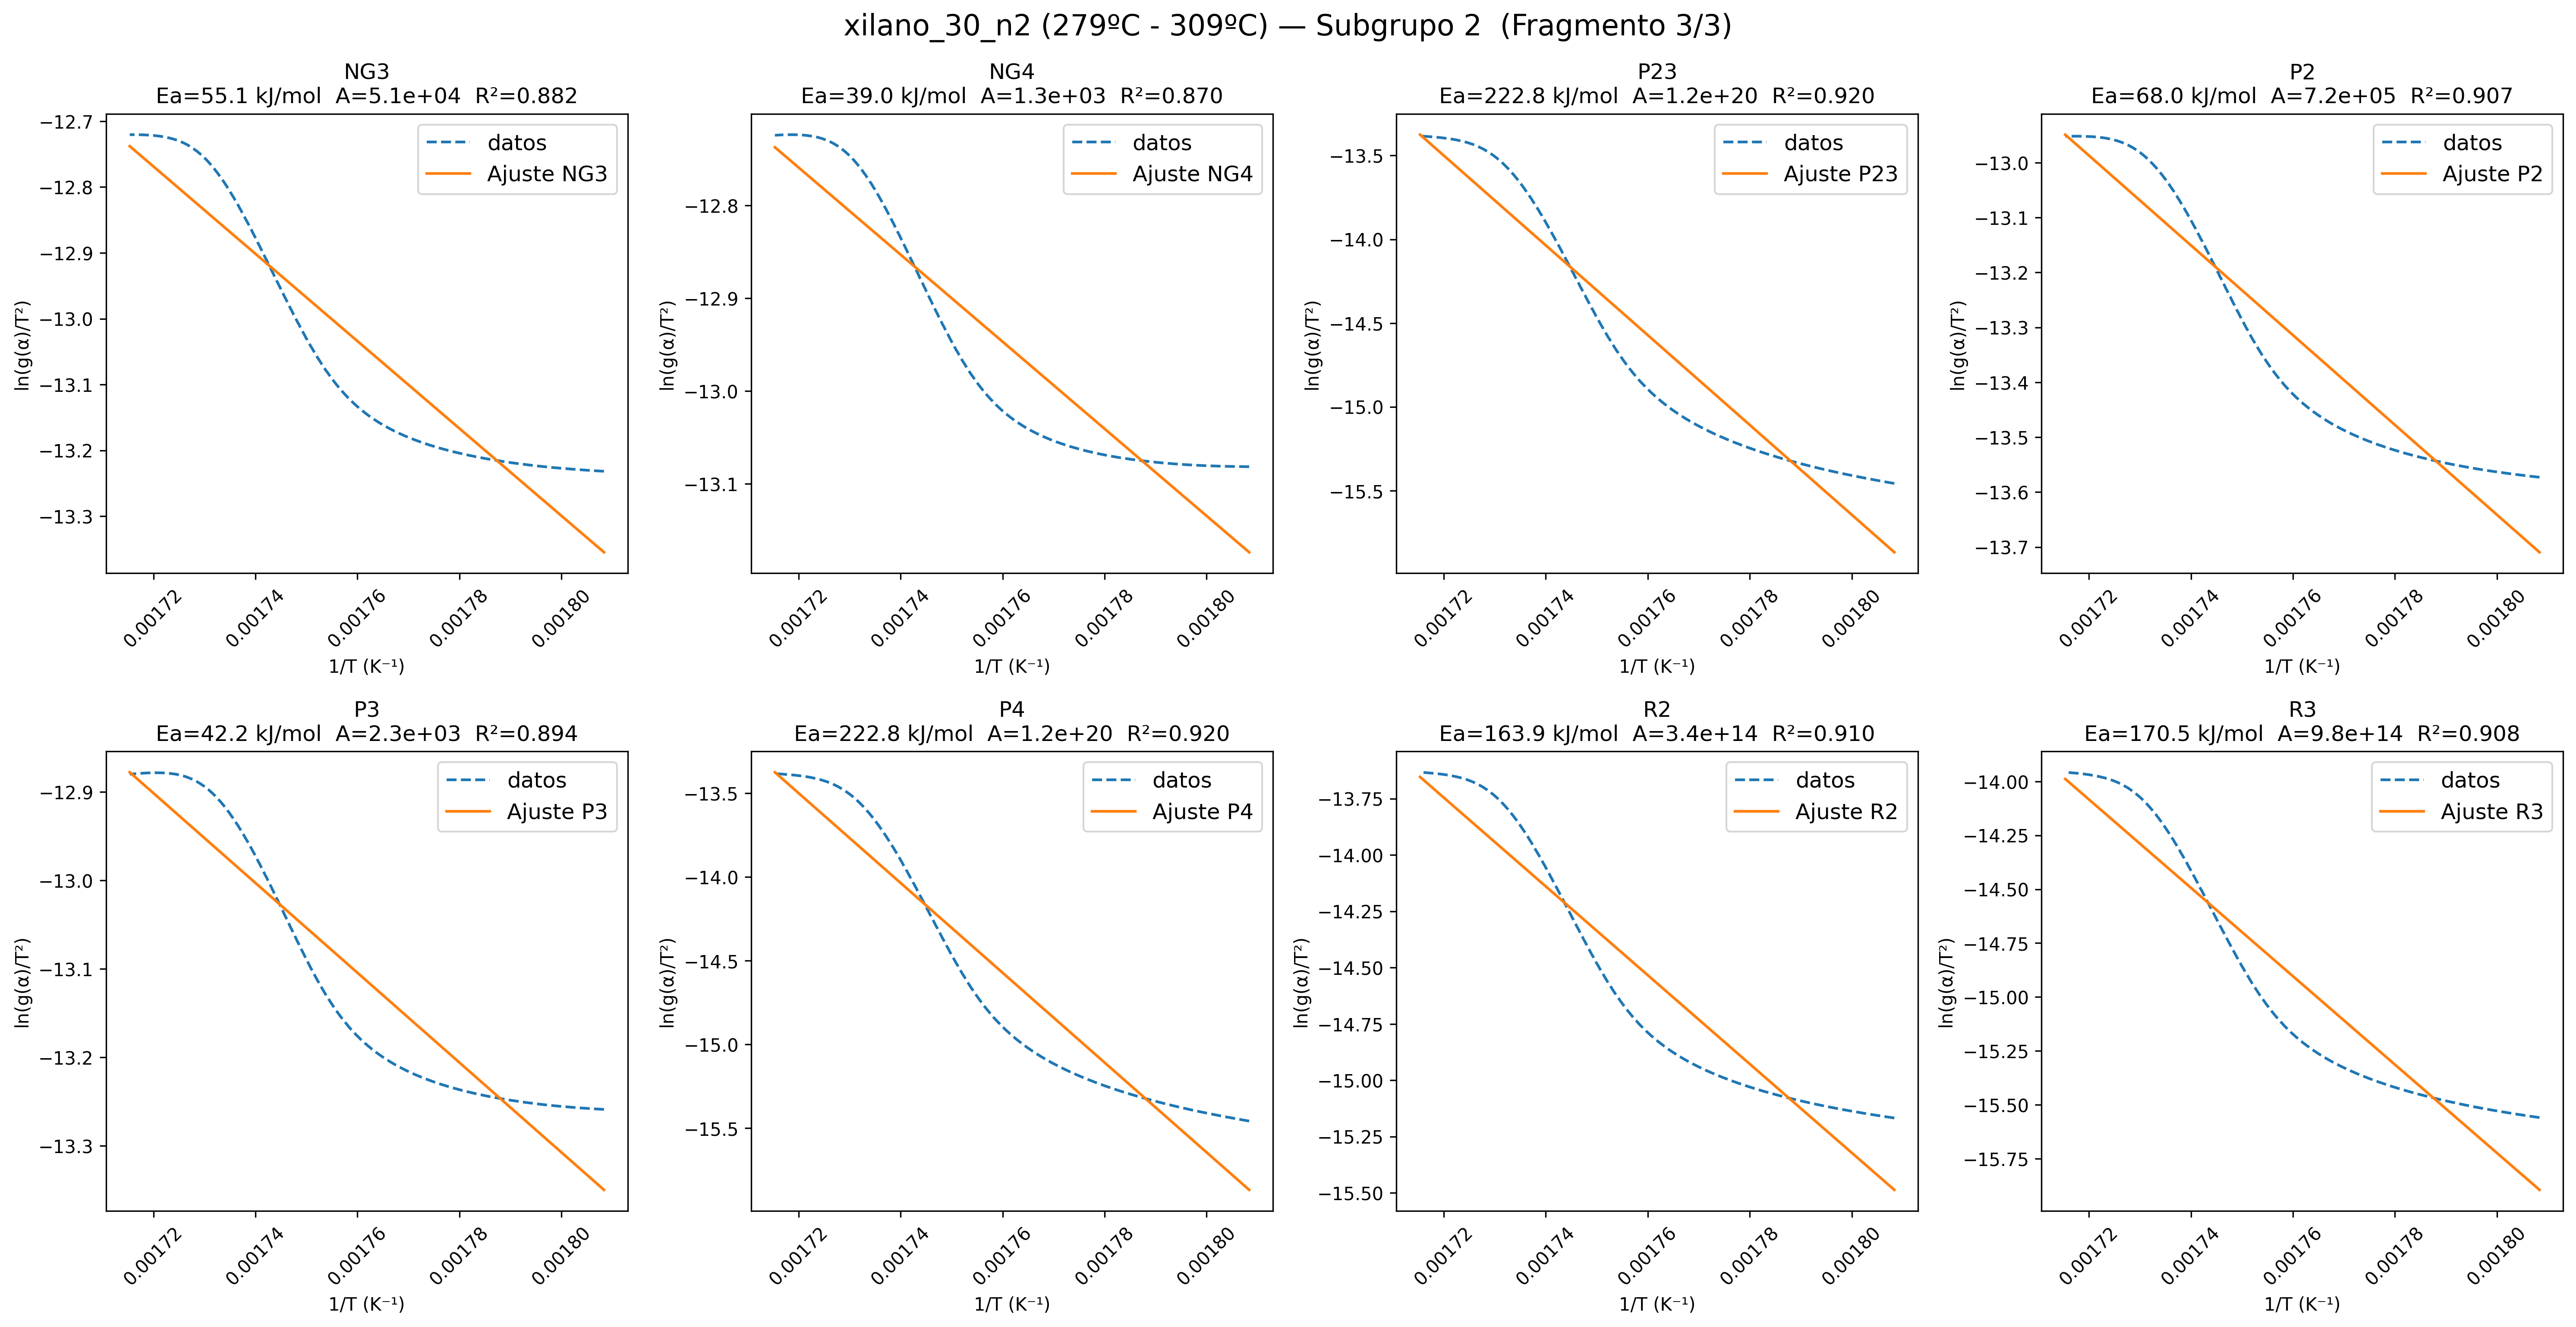 xilano_30_n2 (279ºC - 309ºC) — Subgrupo 2  (Fragmento 3/3)
NG3
Ea=55.1 kJ/mol  A=5.1e+04  R²=0.882
datos
Ajuste NG3
ln(g(α)/T²)
−12.7
−12.8
−12.9
−13.0
−13.1
−13.2
−13.3
0.00172
0.00174
0.00176
0.00178
0.00180
1/T (K⁻¹)
NG4
Ea=39.0 kJ/mol  A=1.3e+03  R²=0.870
datos
Ajuste NG4
ln(g(α)/T²)
−12.8
−12.9
−13.0
−13.1
0.00172
0.00174
0.00176
0.00178
0.00180
1/T (K⁻¹)
P23
Ea=222.8 kJ/mol  A=1.2e+20  R²=0.920
datos
Ajuste P23
ln(g(α)/T²)
−13.5
−14.0
−14.5
−15.0
−15.5
0.00172
0.00174
0.00176
0.00178
0.00180
1/T (K⁻¹)
P2
Ea=68.0 kJ/mol  A=7.2e+05  R²=0.907
datos
Ajuste P2
ln(g(α)/T²)
−13.0
−13.1
−13.2
−13.3
−13.4
−13.5
−13.6
−13.7
0.00172
0.00174
0.00176
0.00178
0.00180
1/T (K⁻¹)
P3
Ea=42.2 kJ/mol  A=2.3e+03  R²=0.894
datos
Ajuste P3
ln(g(α)/T²)
−12.9
−13.0
−13.1
−13.2
−13.3
0.00172
0.00174
0.00176
0.00178
0.00180
1/T (K⁻¹)
P4
Ea=222.8 kJ/mol  A=1.2e+20  R²=0.920
datos
Ajuste P4
ln(g(α)/T²)
−13.5
−14.0
−14.5
−15.0
−15.5
0.00172
0.00174
0.00176
0.00178
0.00180
1/T (K⁻¹)
R2
Ea=163.9 kJ/mol  A=3.4e+14  R²=0.910
datos
Ajuste R2
ln(g(α)/T²)
−13.75
−14.00
−14.25
−14.50
−14.75
−15.00
−15.25
−15.50
0.00172
0.00174
0.00176
0.00178
0.00180
1/T (K⁻¹)
R3
Ea=170.5 kJ/mol  A=9.8e+14  R²=0.908
datos
Ajuste R3
ln(g(α)/T²)
−14.00
−14.25
−14.50
−14.75
−15.00
−15.25
−15.50
−15.75
0.00172
0.00174
0.00176
0.00178
0.00180
1/T (K⁻¹)